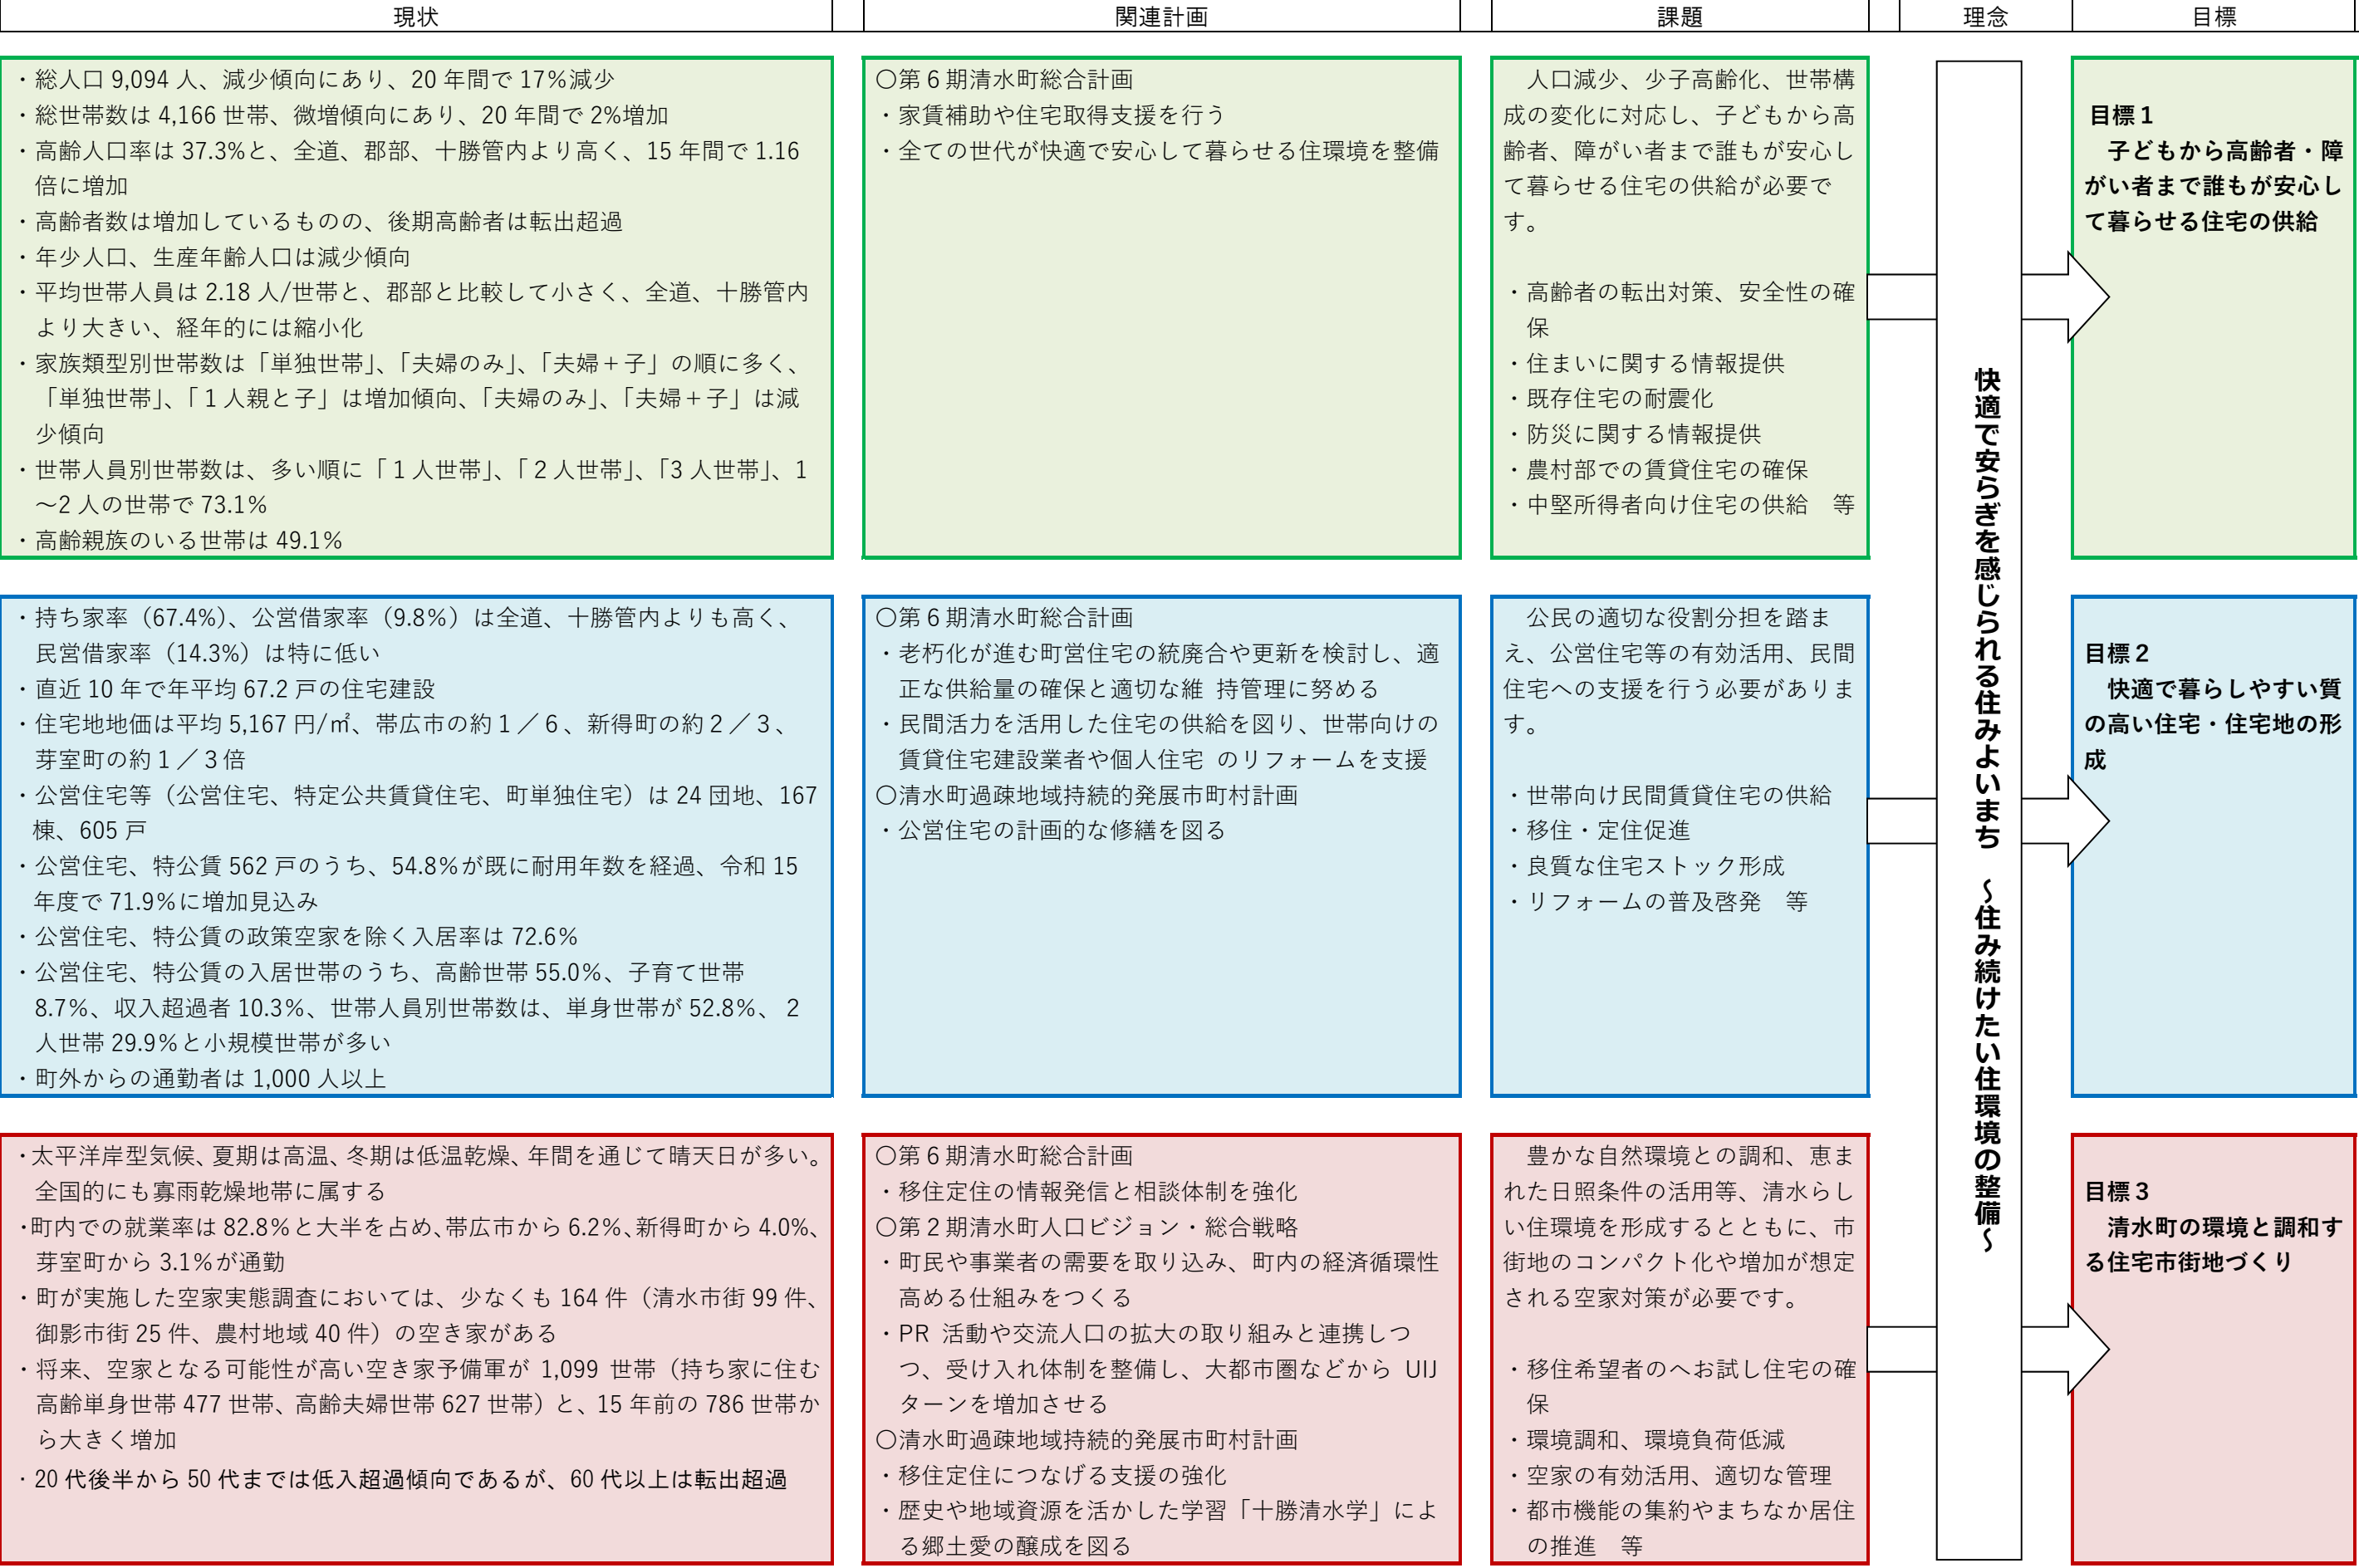 現状
関連計画
課題
理念
目標
・総人口 9,094 人、減少傾向にあり、20 年間で 17%減少
・総世帯数は 4,166 世帯、微増傾向にあり、20 年間で 2%増加
・高齢人口率は 37.3%と、全道、郡部、十勝管内より高く、15 年間で 1.16
倍に増加
・高齢者数は増加しているものの、後期高齢者は転出超過
・年少人口、生産年齢人口は減少傾向
・平均世帯人員は 2.18 人/世帯と、郡部と比較して小さく、全道、十勝管内
より大きい、経年的には縮小化
・家族類型別世帯数は「単独世帯」、「夫婦のみ」、「夫婦＋子」の順に多く、
「単独世帯」、「１人親と子」は増加傾向、「夫婦のみ」、「夫婦＋子」は減
少傾向
・世帯人員別世帯数は、多い順に「１人世帯」、「２人世帯」、「3 人世帯」、1
～2 人の世帯で 73.1%
・高齢親族のいる世帯は 49.1%
〇第６期清水町総合計画
・家賃補助や住宅取得支援を行う
・全ての世代が快適で安心して暮らせる住環境を整備
人口減少、少子高齢化、世帯構
成の変化に対応し、子どもから高
齢者、障がい者まで誰もが安心し
て暮らせる住宅の供給が必要で
す。
・高齢者の転出対策、安全性の確
保
・住まいに関する情報提供
・既存住宅の耐震化
・防災に関する情報提供
・農村部での賃貸住宅の確保
・中堅所得者向け住宅の供給　等
目標１
子どもから高齢者・障
がい者まで誰もが安心し
て暮らせる住宅の供給
・持ち家率（67.4%）、公営借家率（9.8%）は全道、十勝管内よりも高く、
民営借家率（14.3%）は特に低い
・直近 10 年で年平均 67.2 戸の住宅建設
・住宅地地価は平均 5,167 円/㎡、帯広市の約１／６、新得町の約２／３、
芽室町の約１／３倍
・公営住宅等（公営住宅、特定公共賃貸住宅、町単独住宅）は 24 団地、167
棟、605 戸
・公営住宅、特公賃 562 戸のうち、54.8%が既に耐用年数を経過、令和 15
年度で 71.9%に増加見込み
・公営住宅、特公賃の政策空家を除く入居率は 72.6%
・公営住宅、特公賃の入居世帯のうち、高齢世帯 55.0%、子育て世帯
8.7%、収入超過者 10.3%、世帯人員別世帯数は、単身世帯が 52.8%、２
人世帯 29.9%と小規模世帯が多い
・町外からの通勤者は 1,000 人以上
〇第６期清水町総合計画
・老朽化が進む町営住宅の統廃合や更新を検討し、適
正な供給量の確保と適切な維 持管理に努める
・民間活力を活用した住宅の供給を図り、世帯向けの
賃貸住宅建設業者や個人住宅 のリフォームを支援
〇清水町過疎地域持続的発展市町村計画
・公営住宅の計画的な修繕を図る
公民の適切な役割分担を踏ま
え、公営住宅等の有効活用、民間
住宅への支援を行う必要がありま
す。
・世帯向け民間賃貸住宅の供給
・移住・定住促進
・良質な住宅ストック形成
・リフォームの普及啓発　等
目標２
快適で暮らしやすい質
の高い住宅・住宅地の形
成
・太平洋岸型気候、夏期は高温、冬期は低温乾燥、年間を通じて晴天日が多い。
全国的にも寡雨乾燥地帯に属する
・町内での就業率は 82.8%と大半を占め、帯広市から 6.2%、新得町から 4.0%、
芽室町から 3.1%が通勤
・町が実施した空家実態調査においては、少なくも 164 件（清水市街 99 件、
御影市街 25 件、農村地域 40 件）の空き家がある
・将来、空家となる可能性が高い空き家予備軍が 1,099 世帯（持ち家に住む
高齢単身世帯 477 世帯、高齢夫婦世帯 627 世帯）と、15 年前の 786 世帯か
ら大きく増加
・20 代後半から 50 代までは低入超過傾向であるが、60 代以上は転出超過
〇第６期清水町総合計画
・移住定住の情報発信と相談体制を強化
〇第２期清水町人口ビジョン・総合戦略
・町民や事業者の需要を取り込み、町内の経済循環性
高める仕組みをつくる
・PR 活動や交流人口の拡大の取り組みと連携しつ
つ、受け入れ体制を整備し、大都市圏などから UIJ
ターンを増加させる
〇清水町過疎地域持続的発展市町村計画
・移住定住につなげる支援の強化
・歴史や地域資源を活かした学習「十勝清水学」によ
る郷土愛の醸成を図る
豊かな自然環境との調和、恵ま
れた日照条件の活用等、清水らし
い住環境を形成するとともに、市
街地のコンパクト化や増加が想定
される空家対策が必要です。
・移住希望者のへお試し住宅の確
保
・環境調和、環境負荷低減
・空家の有効活用、適切な管理
・都市機能の集約やまちなか居住
の推進　等
快適で安らぎを感じられる住みよいまち　～住み続けたい住環境の整備～
目標３
清水町の環境と調和す
る住宅市街地づくり